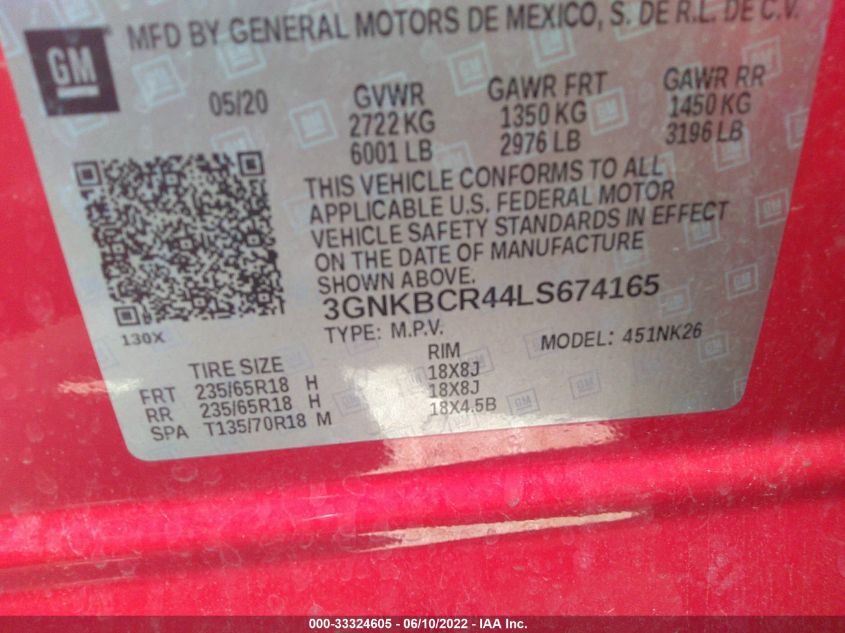 GM
MFD BY GENERAL MOTORS DE MEXICO, S. DE R.L. DE C.V.
05/20
GVWR GAWR FRT GAWR RR
2722 KG 1350 KG 1450 KG
6001 LB 2976 LB 3196 LB
THIS VEHICLE CONFORMS TO ALL
APPLICABLE U.S. FEDERAL MOTOR
VEHICLE SAFETY STANDARDS IN EFFECT
ON THE DATE OF MANUFACTURE
SHOWN ABOVE.
3GNKBCR44LS674165
130X
TYPE: M.P.V. MODEL: 451NK26
TIRE SIZE RIM
FRT 235/65R18 H 18X8J
RR 235/65R18 H 18X8J
SPA T135/70R18 M 18X4.5B
000-33324605 - 06/10/2022 - IAA Inc.